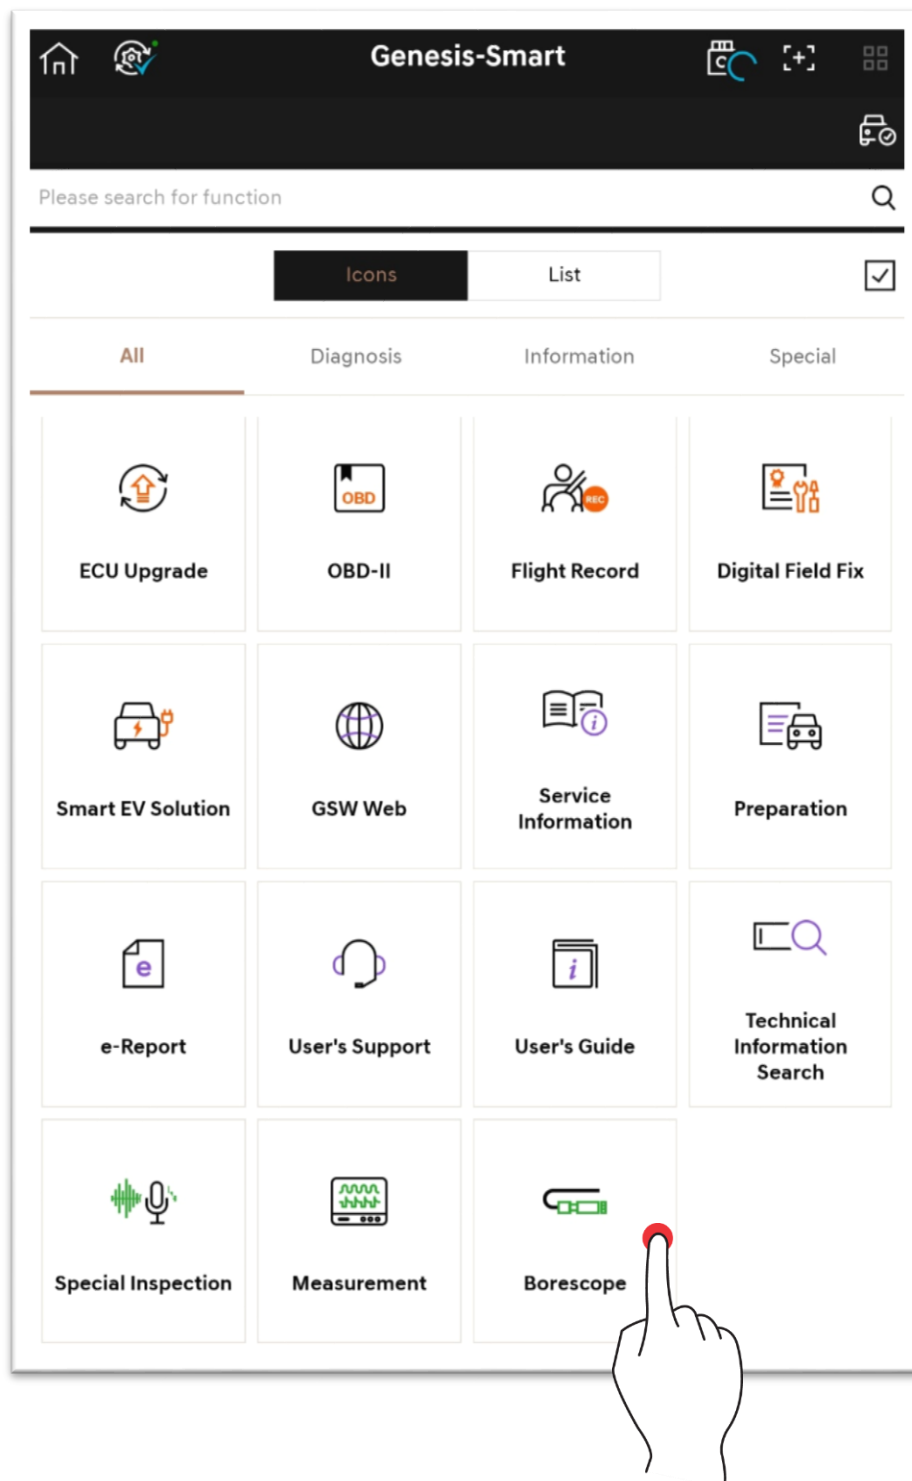 Genesis-Smart
Please search for function
Icons
List
All
Diagnosis
Information
Special
OBD
REC
ECU Upgrade
OBD-II
Flight Record
Digital Field Fix
i
Smart EV Solution
GSW Web
Service
Information
Preparation
e
i
e-Report
User's Support
User's Guide
Technical
Information
Search
Special Inspection
Measurement
Borescope